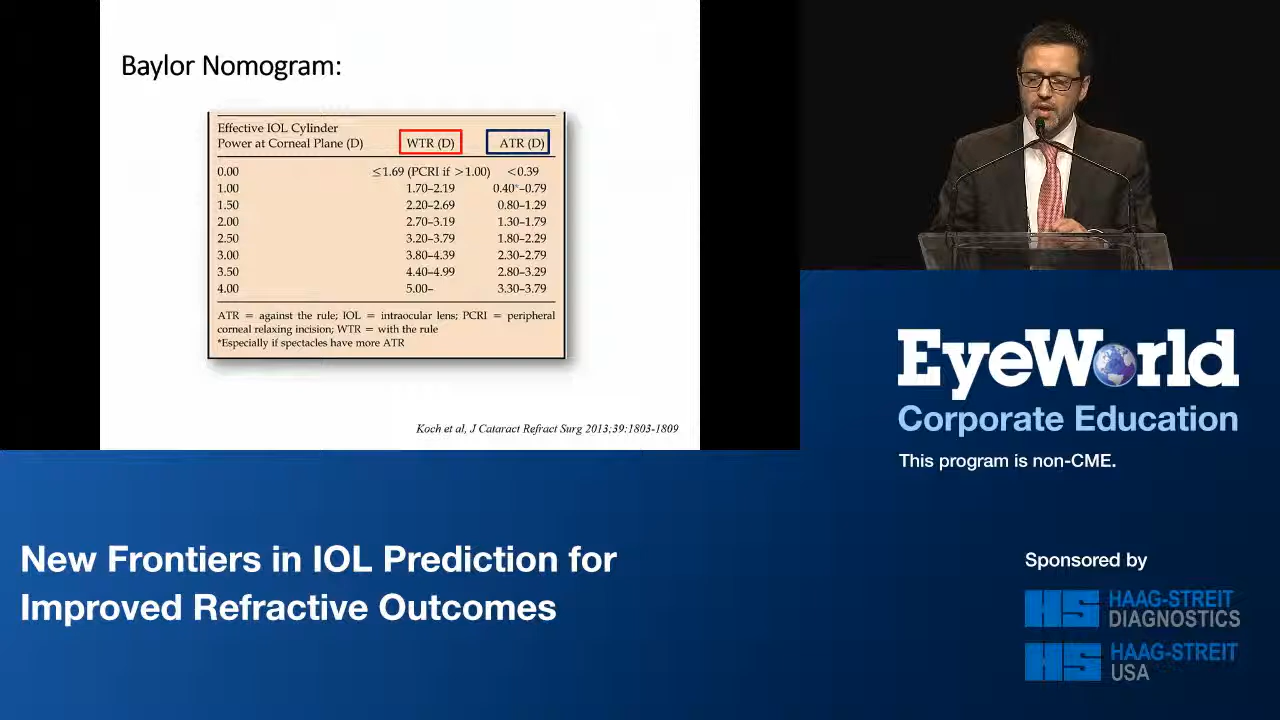 Baylor Nomogram:
Effective IOL Cylinder
Power at Corneal Plane (D) WTR (D) ATR (D)
0.00 ≤1.69 (PCRI if >1.00) <0.39
1.00 1.70–2.19 0.40*–0.79
1.50 2.20–2.69 0.80–1.29
2.00 2.70–3.19 1.30–1.79
2.50 3.20–3.79 1.80–2.29
3.00 3.80–4.39 2.30–2.79
3.50 4.40–4.99 2.80–3.29
4.00 5.00– 3.30–3.79
ATR = against the rule; IOL = intraocular lens; PCRI = peripheral
corneal relaxing incision; WTR = with the rule
*Especially if spectacles have more ATR
Koch et al, J Cataract Refract Surg 2013;39:1803-1809
EyeWorld
Corporate Education
This program is non-CME.
New Frontiers in IOL Prediction for
Improved Refractive Outcomes
Sponsored by
HS HAAG-STREIT
DIAGNOSTICS
HS HAAG-STREIT
USA